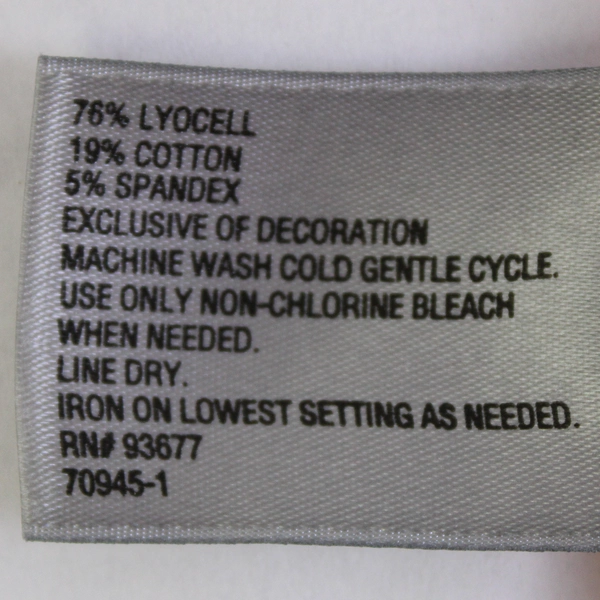 76% LYOCELL
19% COTTON
5% SPANDEX
EXCLUSIVE OF DECORATION
MACHINE WASH COLD GENTLE CYCLE.
USE ONLY NON-CHLORINE BLEACH
WHEN NEEDED.
LINE DRY.
IRON ON LOWEST SETTING AS NEEDED.
RN# 93677
70945-1